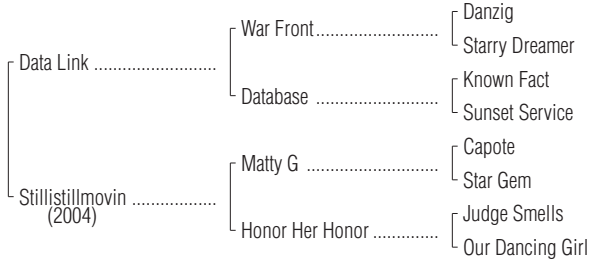 Danzig
War Front........................
Starry Dreamer
Data Link ........................
Known Fact
Database ........................
Sunset Service
Capote
Matty G ..........................
Star Gem
Stillistillmovin ................
(2004)
Judge Smells
Honor Her Honor .............
Our Dancing Girl